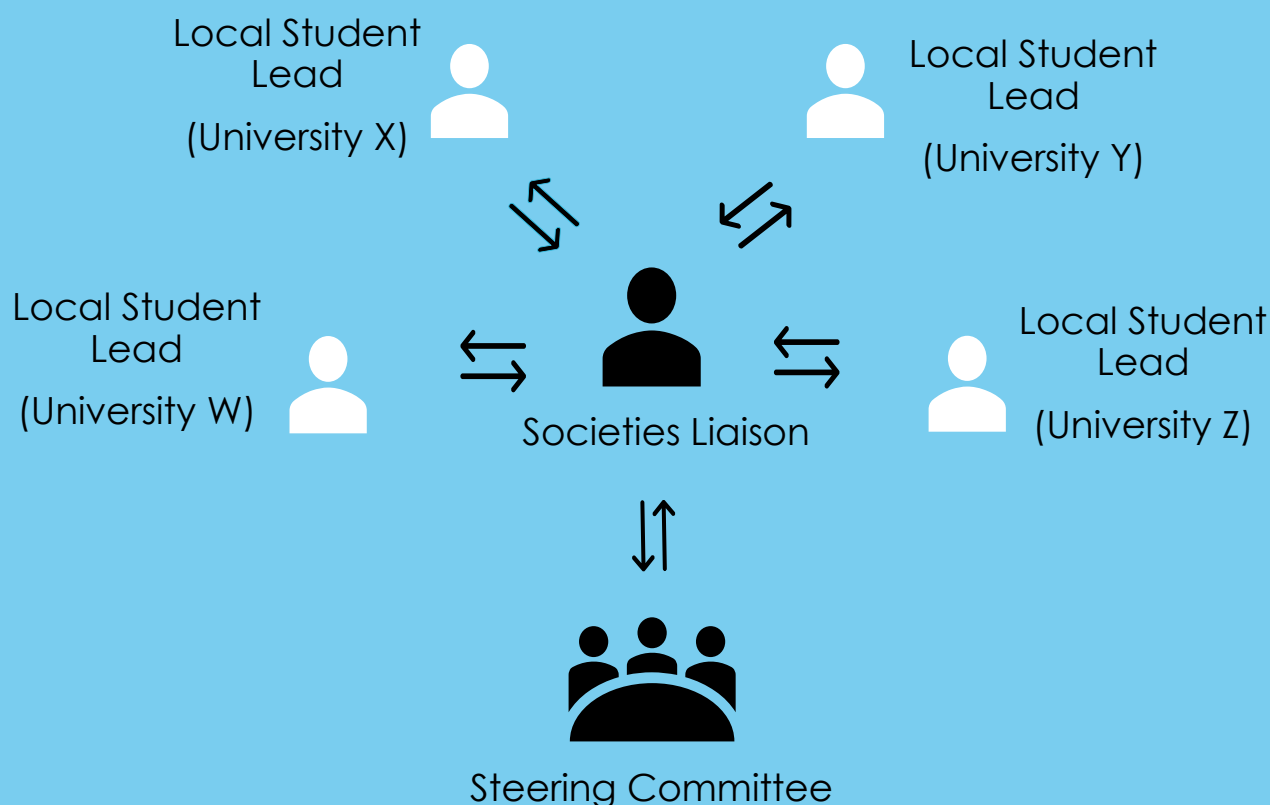 Local Student
Lead
(University X)
Local Student
Lead
(University Y)
Local Student
Lead
(University W)
Societies Liaison
Local Student
Lead
(University Z)
Steering Committee